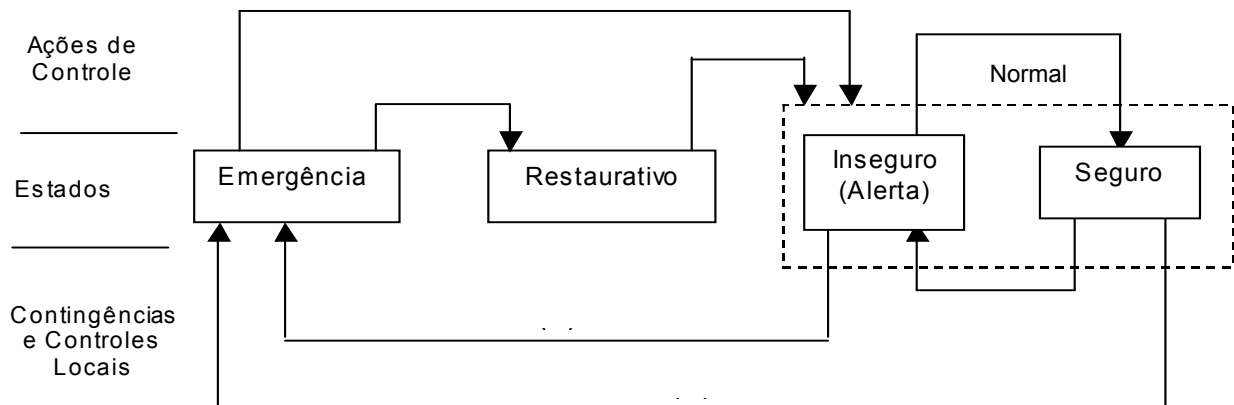 Ações de
Controle
Normal
Emergência
Restaurativo
Inseguro
(Alerta)
Seguro
Estados
Contingências
e Controles
Locais